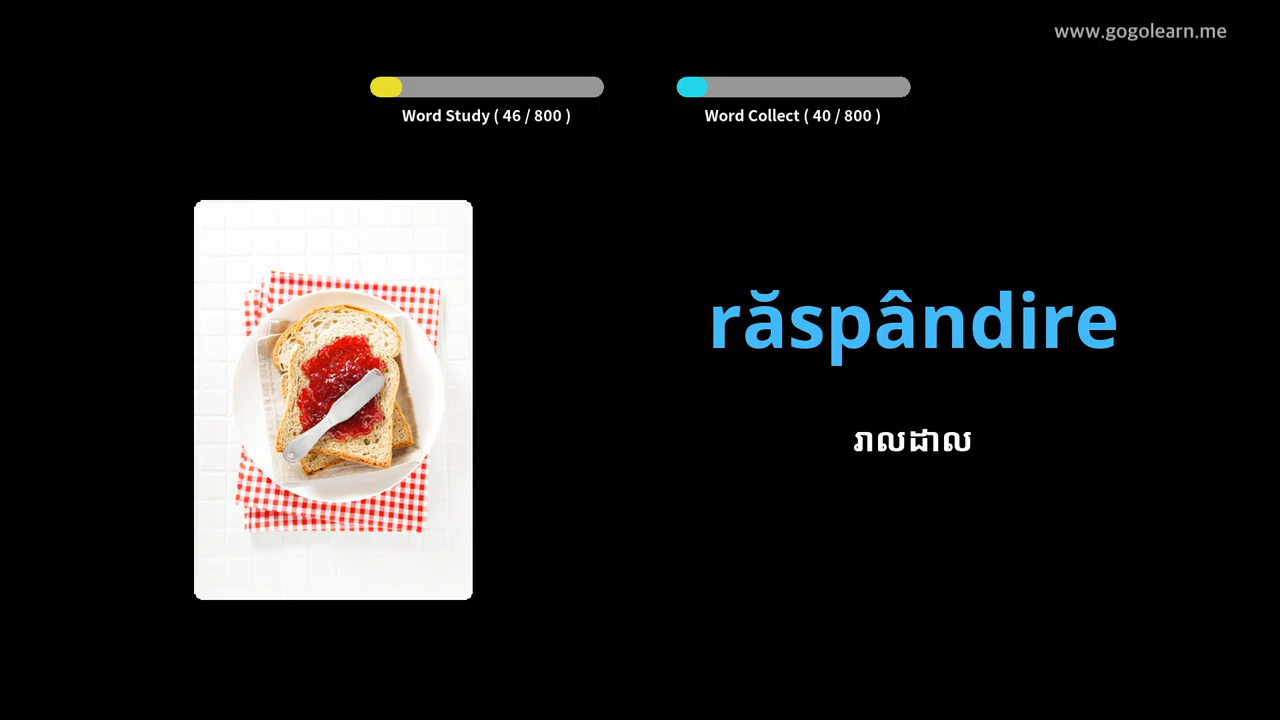 www.gogolearn.me
Word Study ( 46 / 800 )
Word Collect ( 40 / 800 )
răspândire
រាលដាល